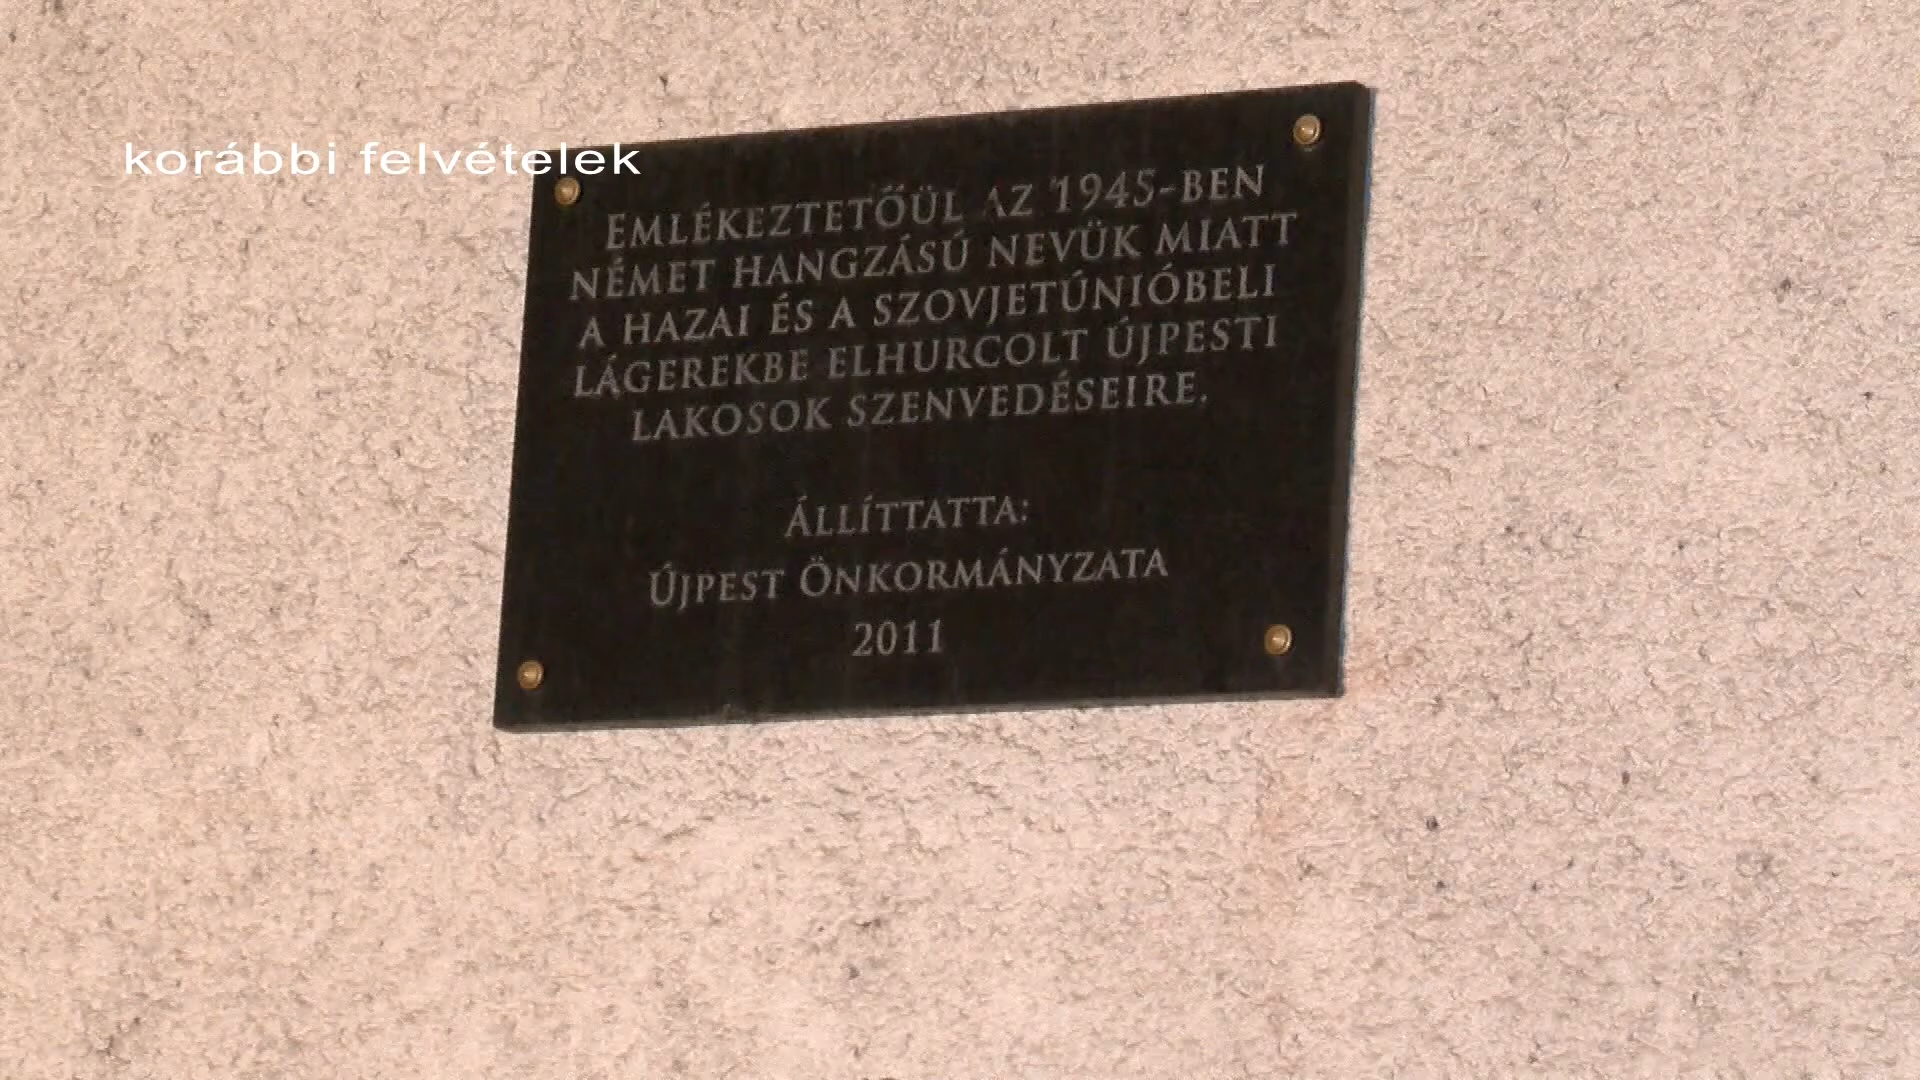 korábbi felvételek
EMLÉKEZTETŐÜL AZ 1945-BEN
NÉMET HANGZÁSÚ NEVÜK MIATT
A HAZAI ÉS A SZOVJETÚNIÓBELI
LÁGEREKBE ELHURCOLT ÚJPESTI
LAKOSOK SZENVEDÉSEIRE.
ÁLLÍTTATTA:
ÚJPEST ÖNKORMÁNYZATA
2011